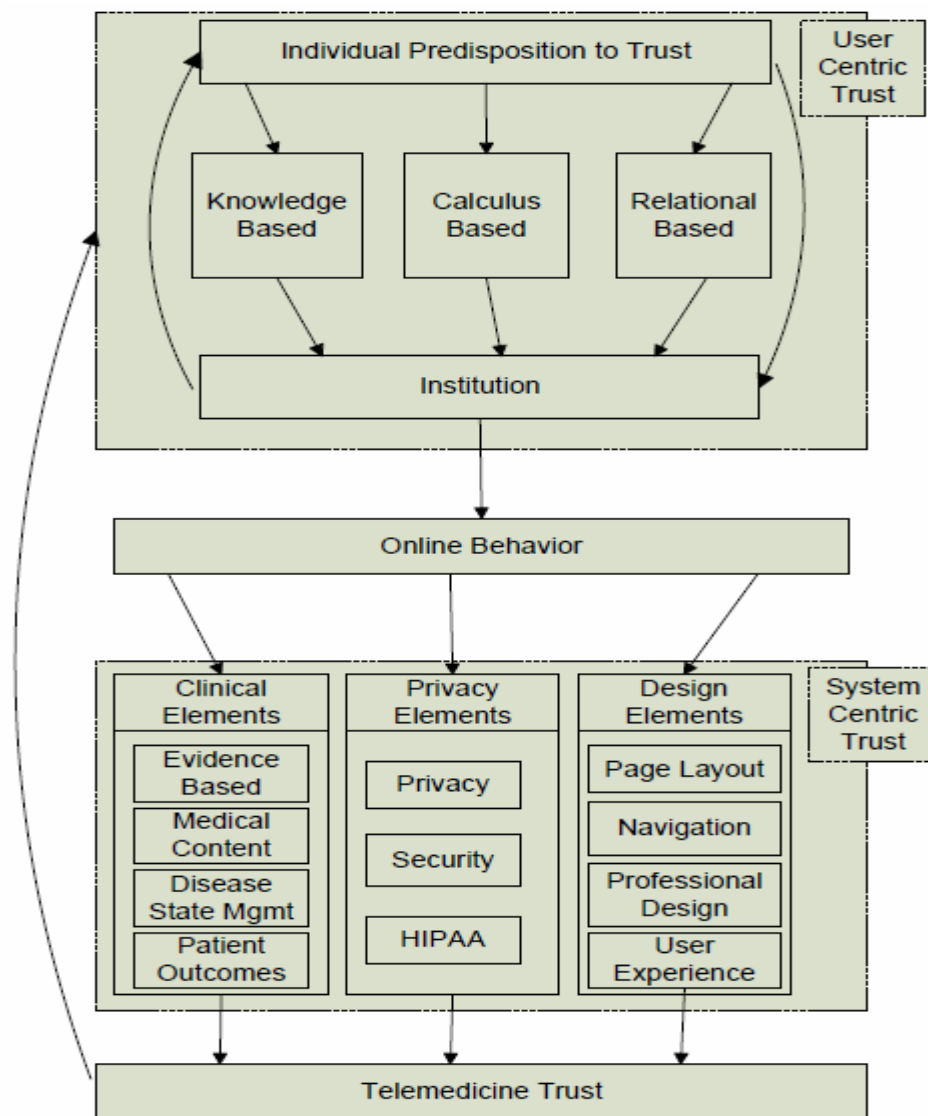 Individual Predisposition to Trust
User
Centric
Trust
Knowledge
Based
Calculus
Based
Relational
Based
Institution
Online Behavior
Clinical
Elements
Evidence
Based
Medical
Content
Disease
State Mgmt
Patient
Outcomes
Privacy
Elements
Privacy
Security
HIPAA
Design
Elements
Page Layout
Navigation
Professional
Design
User
Experience
System
Centric
Trust
Telemedicine Trust